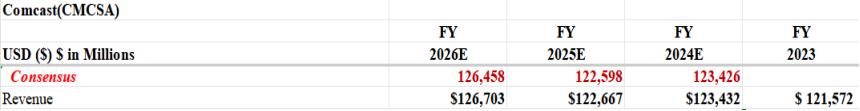 Comcast(CMCSA)
FY FY FY FY
USD ($) $ in Millions 2026E 2025E 2024E 2023
Consensus 126,458 122,598 123,426
Revenue $126,703 $122,667 $123,432 $ 121,572